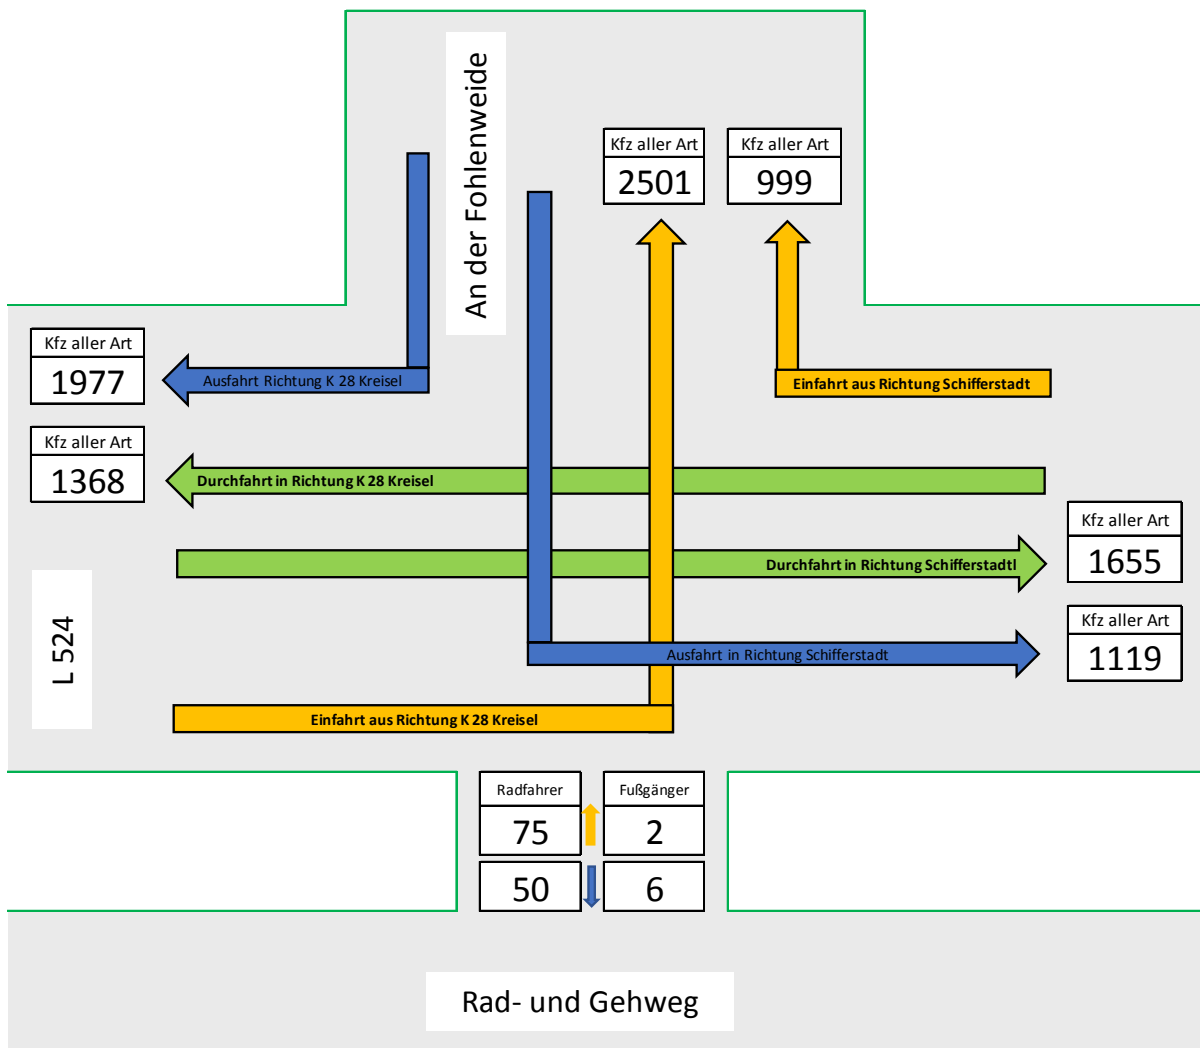 An der Fohlenweide
Kfz aller Art
2501
Kfz aller Art
999
Kfz aller Art
1977
Ausfahrt Richtung K 28 Kreisel
Einfahrt aus Richtung Schifferstadt
Kfz aller Art
1368
Durchfahrt in Richtung K 28 Kreisel
Kfz aller Art
1655
Durchfahrt in Richtung Schifferstadtl
L 524
Kfz aller Art
1119
Ausfahrt in Richtung Schifferstadt
Einfahrt aus Richtung K 28 Kreisel
Radfahrer
75
50
Fußgänger
2
6
Rad- und Gehweg